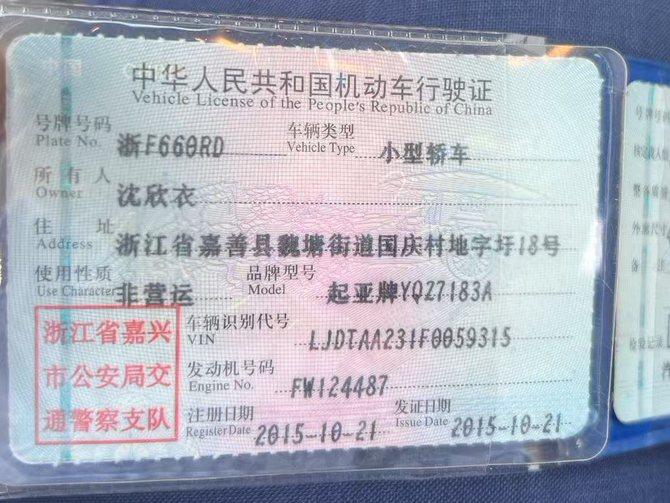 中华人民共和国机动车行驶证
Vehicle License of the People's Republic of China
号牌号码 浙F660RD 车辆类型 小型轿车
Plate No. Vehicle Type
所有人 沈欣衣
Owner
住址 浙江省嘉善县魏塘街道国庆村地字圩18号
Address
使用性质 非营运 品牌型号 起亚牌YQZ7183A
Use Character Model
浙江省嘉兴
市公安局交
通警察支队
车辆识别代号 LJDTAA231F0059315
VIN
发动机号码 FW124487
Engine No.
注册日期 2015-10-21 发证日期 2015-10-21
Register Date Issue Date
号牌号